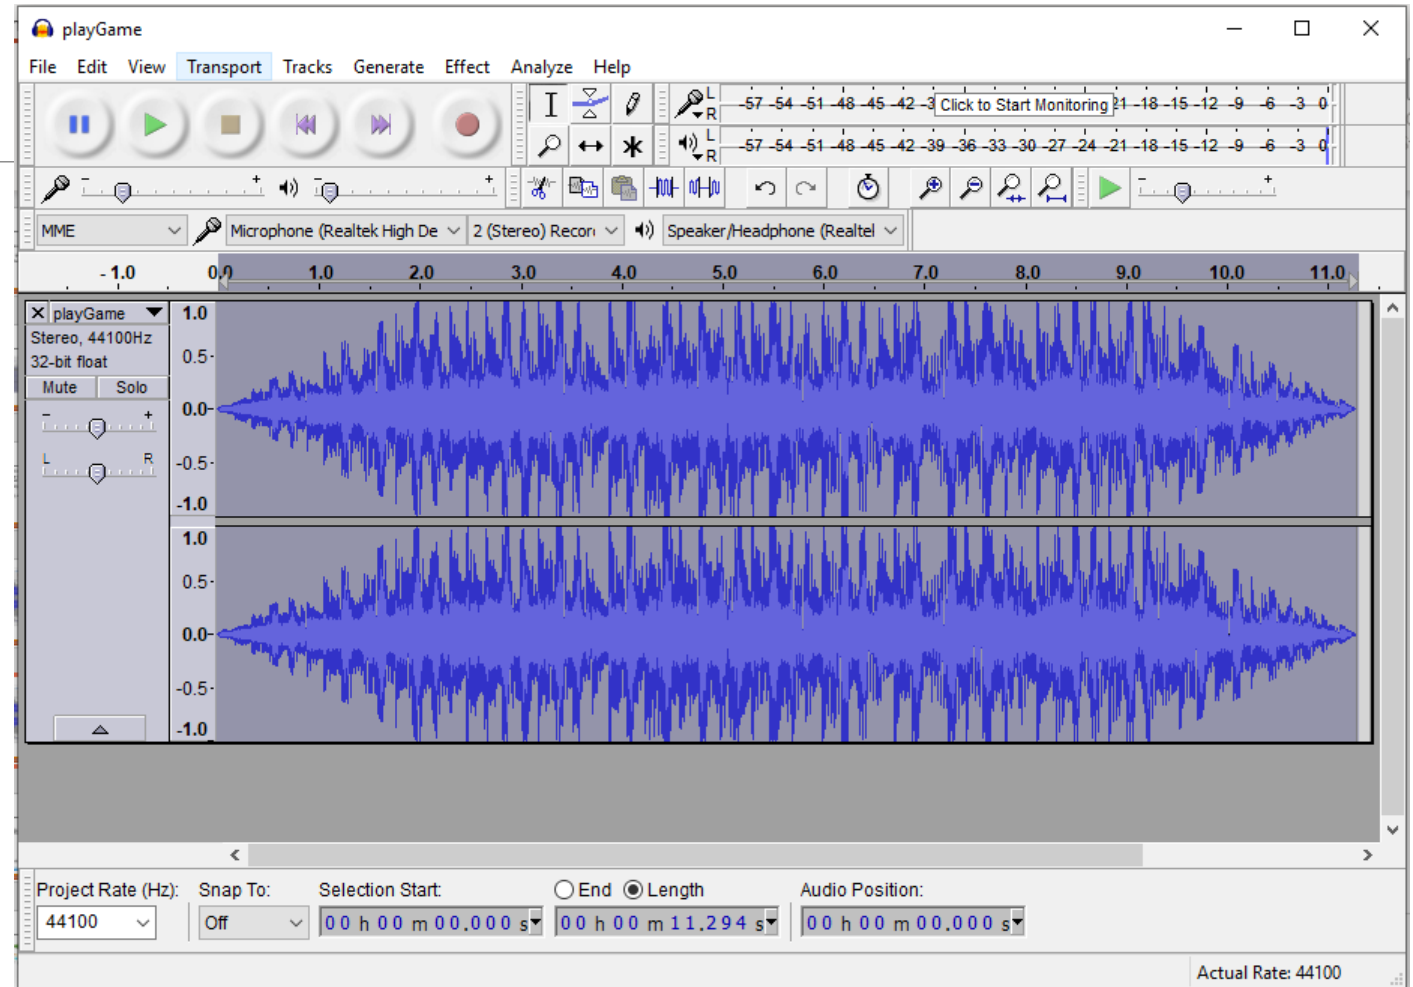 playGame
File Edit View Transport Tracks Generate Effect Analyze Help
L
R
-57 -54 -51 -48 -45 -42 -3 Click to Start Monitoring 21 -18 -15 -12 -9 -6 -3 0
L
R
-57 -54 -51 -48 -45 -42 -39 -36 -33 -30 -27 -24 -21 -18 -15 -12 -9 -6 -3 0
- + - + - +
MME Microphone (Realtek High De 2 (Stereo) Recor Speaker/Headphone (Realtel
- 1.0 0.0 1.0 2.0 3.0 4.0 5.0 6.0 7.0 8.0 9.0 10.0 11.0
X playGame
Stereo, 44100Hz
32-bit float
Mute Solo
- +
L R
1.0
0.5
0.0
-0.5
-1.0
1.0
0.5
0.0
-0.5
-1.0
Project Rate (Hz): Snap To: Selection Start: End Length Audio Position:
44100 Off 00 h 00 m 00.000 s 00 h 00 m 11.294 s 00 h 00 m 00.000 s
Actual Rate: 44100